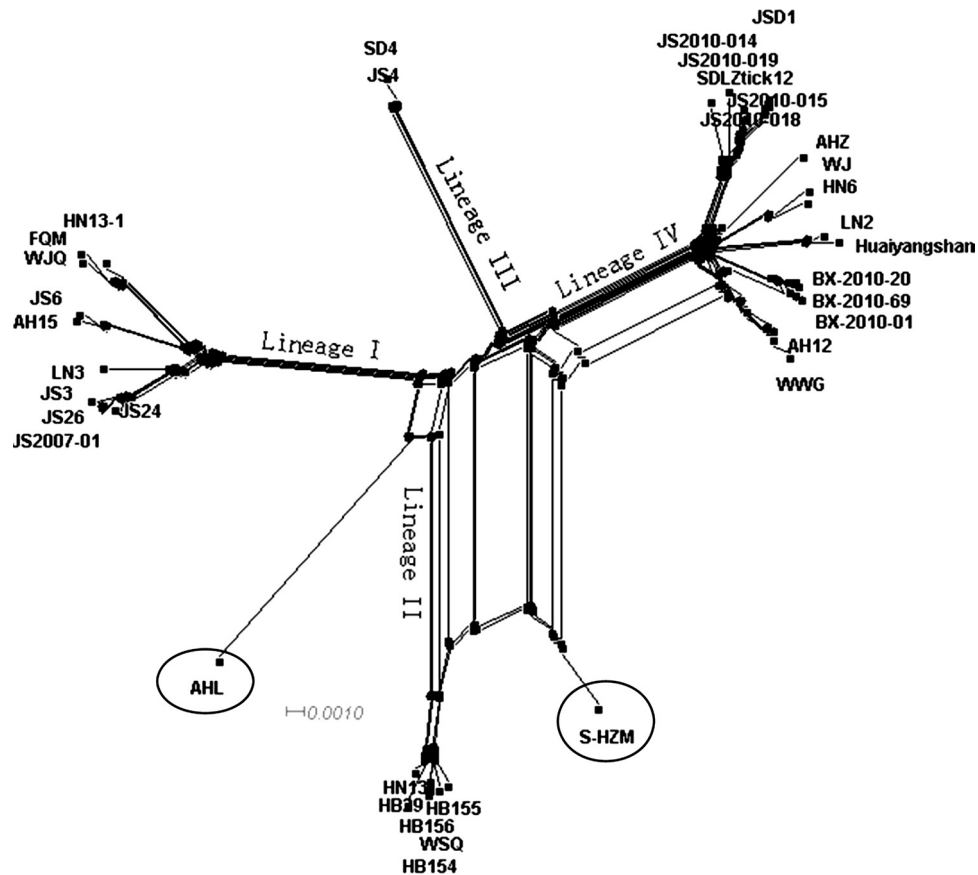 JSD1
SD4
JS2010-014
JS2010-019
JS4
SDLZtick12
JS2010-015
JS2010-018
AHZ
WJ
HN6
Lineage III
LN2
Huaiyangshan
Lineage IV
HN13-1
FQM
WJQ
BX-2010-20
BX-2010-69
BX-2010-01
JS6
AH15
AH12
WWG
Lineage I
LN3
JS3
JS24
JS26
JS2007-01
Lineage II
AHL
0.0010
S-HZM
HN13
HB29
HB155
HB156
WSQ
HB154